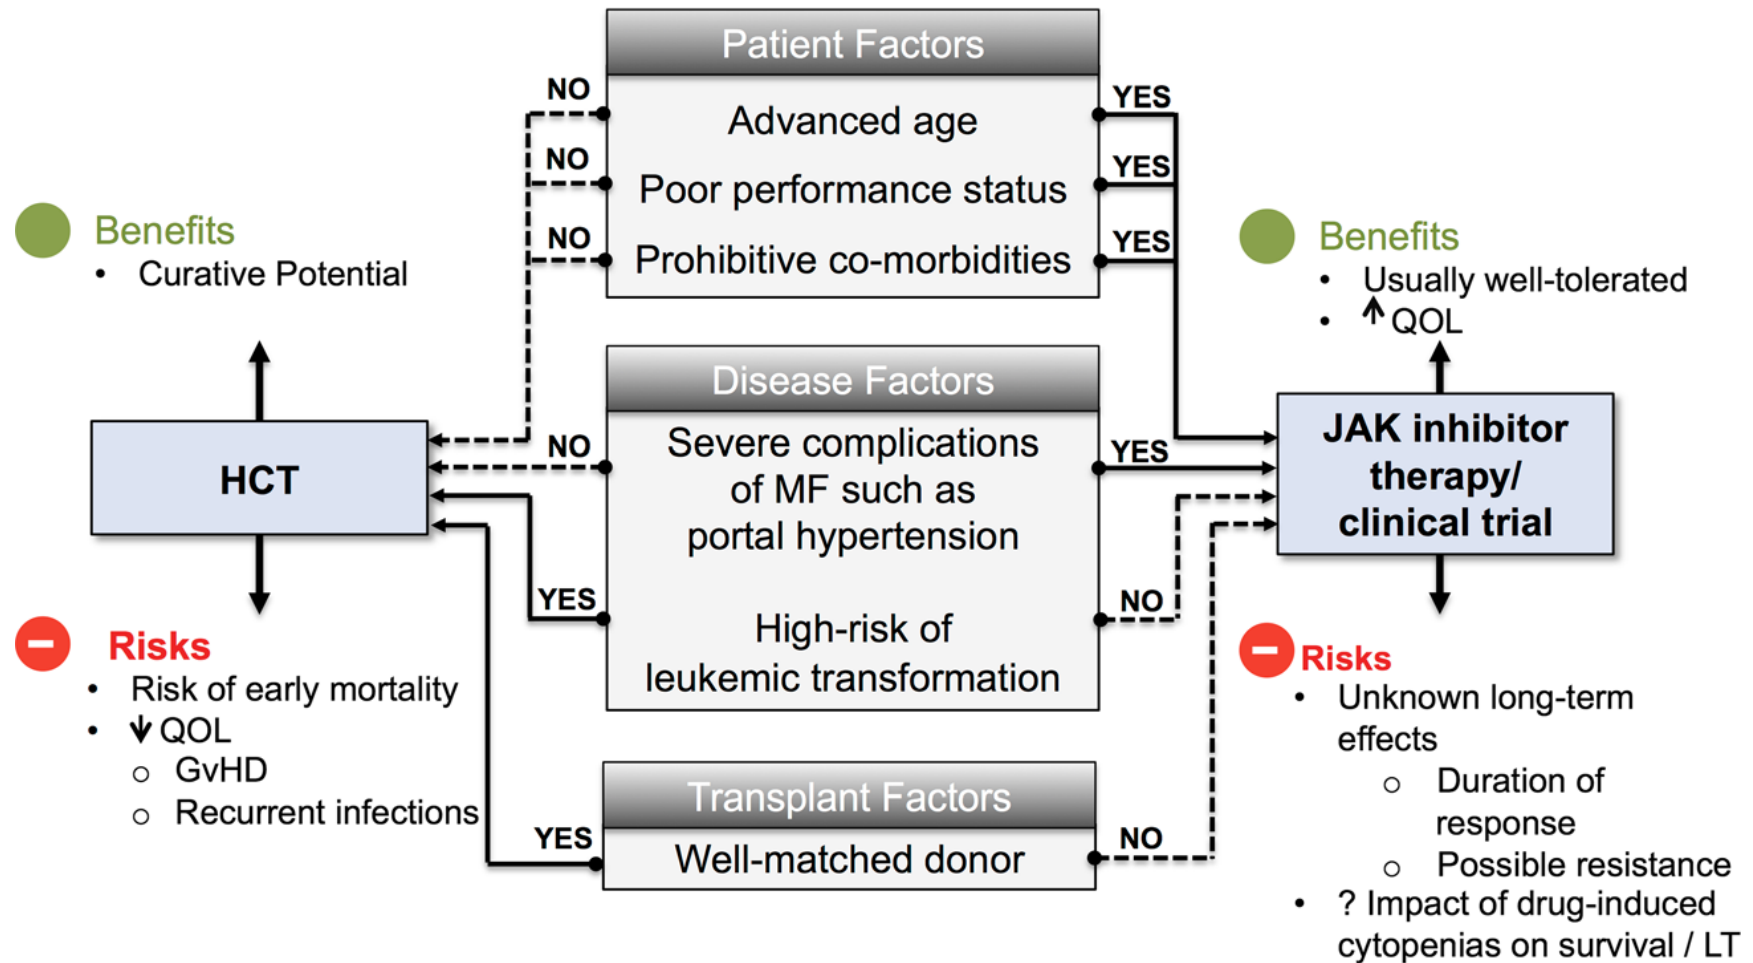 Patient Factors
NO
YES
Advanced age
NO
YES
Poor performance status
NO
YES
Prohibitive co-morbidities
Benefits
• Curative Potential
Benefits
• Usually well-tolerated
• ↑ QOL
Disease Factors
NO
YES
Severe complications
of MF such as
portal hypertension
YES
NO
High-risk of
leukemic transformation
HCT
JAK inhibitor
therapy/
clinical trial
Risks
• Risk of early mortality
• ↓ QOL
o GvHD
o Recurrent infections
Transplant Factors
YES
NO
Well-matched donor
Risks
• Unknown long-term
effects
o Duration of
response
o Possible resistance
• ? Impact of drug-induced
cytopenias on survival / LT